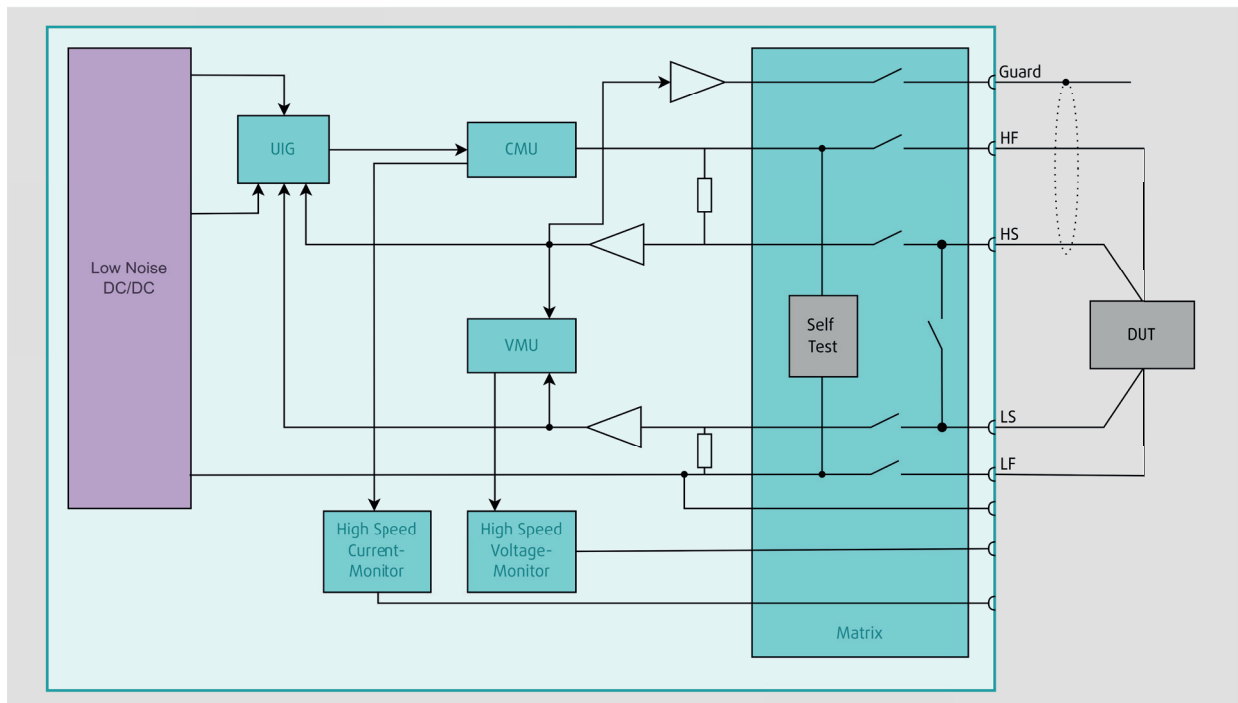 Guard
UIG
CMU
HF
HS
Low Noise
DC/DC
Self
Test
VMU
DUT
LS
LF
High Speed
Current-
Monitor
High Speed
Voltage-
Monitor
Matrix